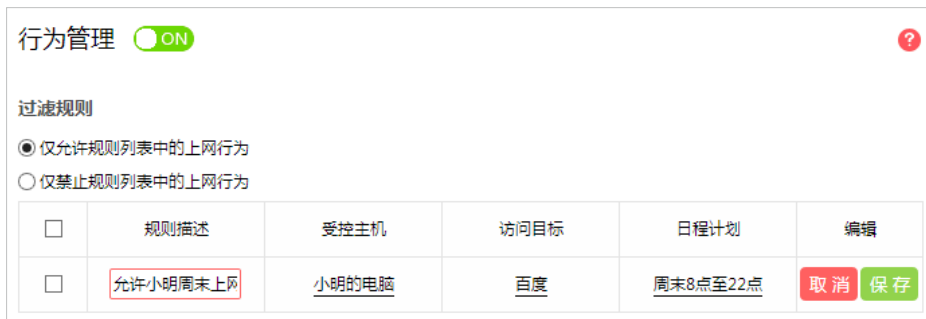 行为管理 ON ?
过滤规则
仅允许规则列表中的上网行为
仅禁止规则列表中的上网行为
规则描述 受控主机 访问目标 日程计划 编辑
允许小明周末上网 小明的电脑 百度 周末8点至22点 取消 保存